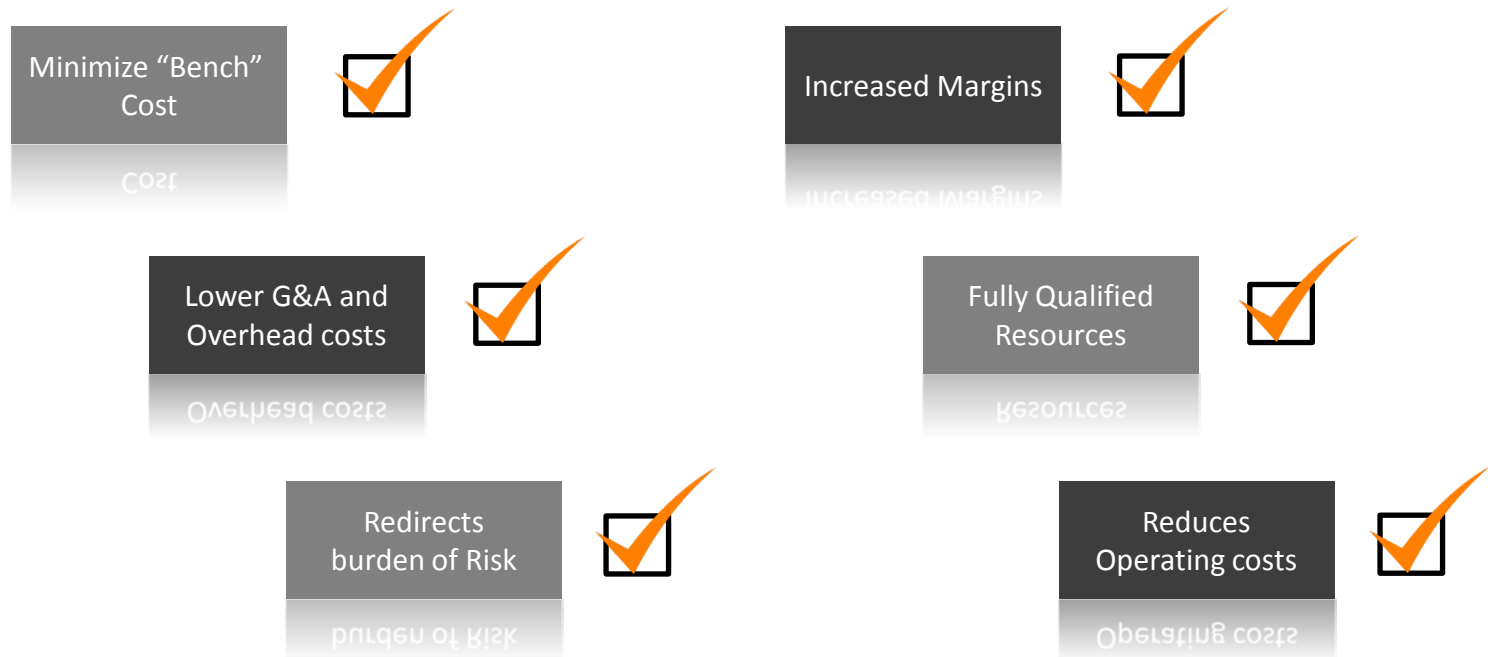 Minimize “Bench”
Cost
Increased Margins
Lower G&A and
Overhead costs
Fully Qualified
Resources
Redirects
burden of Risk
Reduces
Operating costs